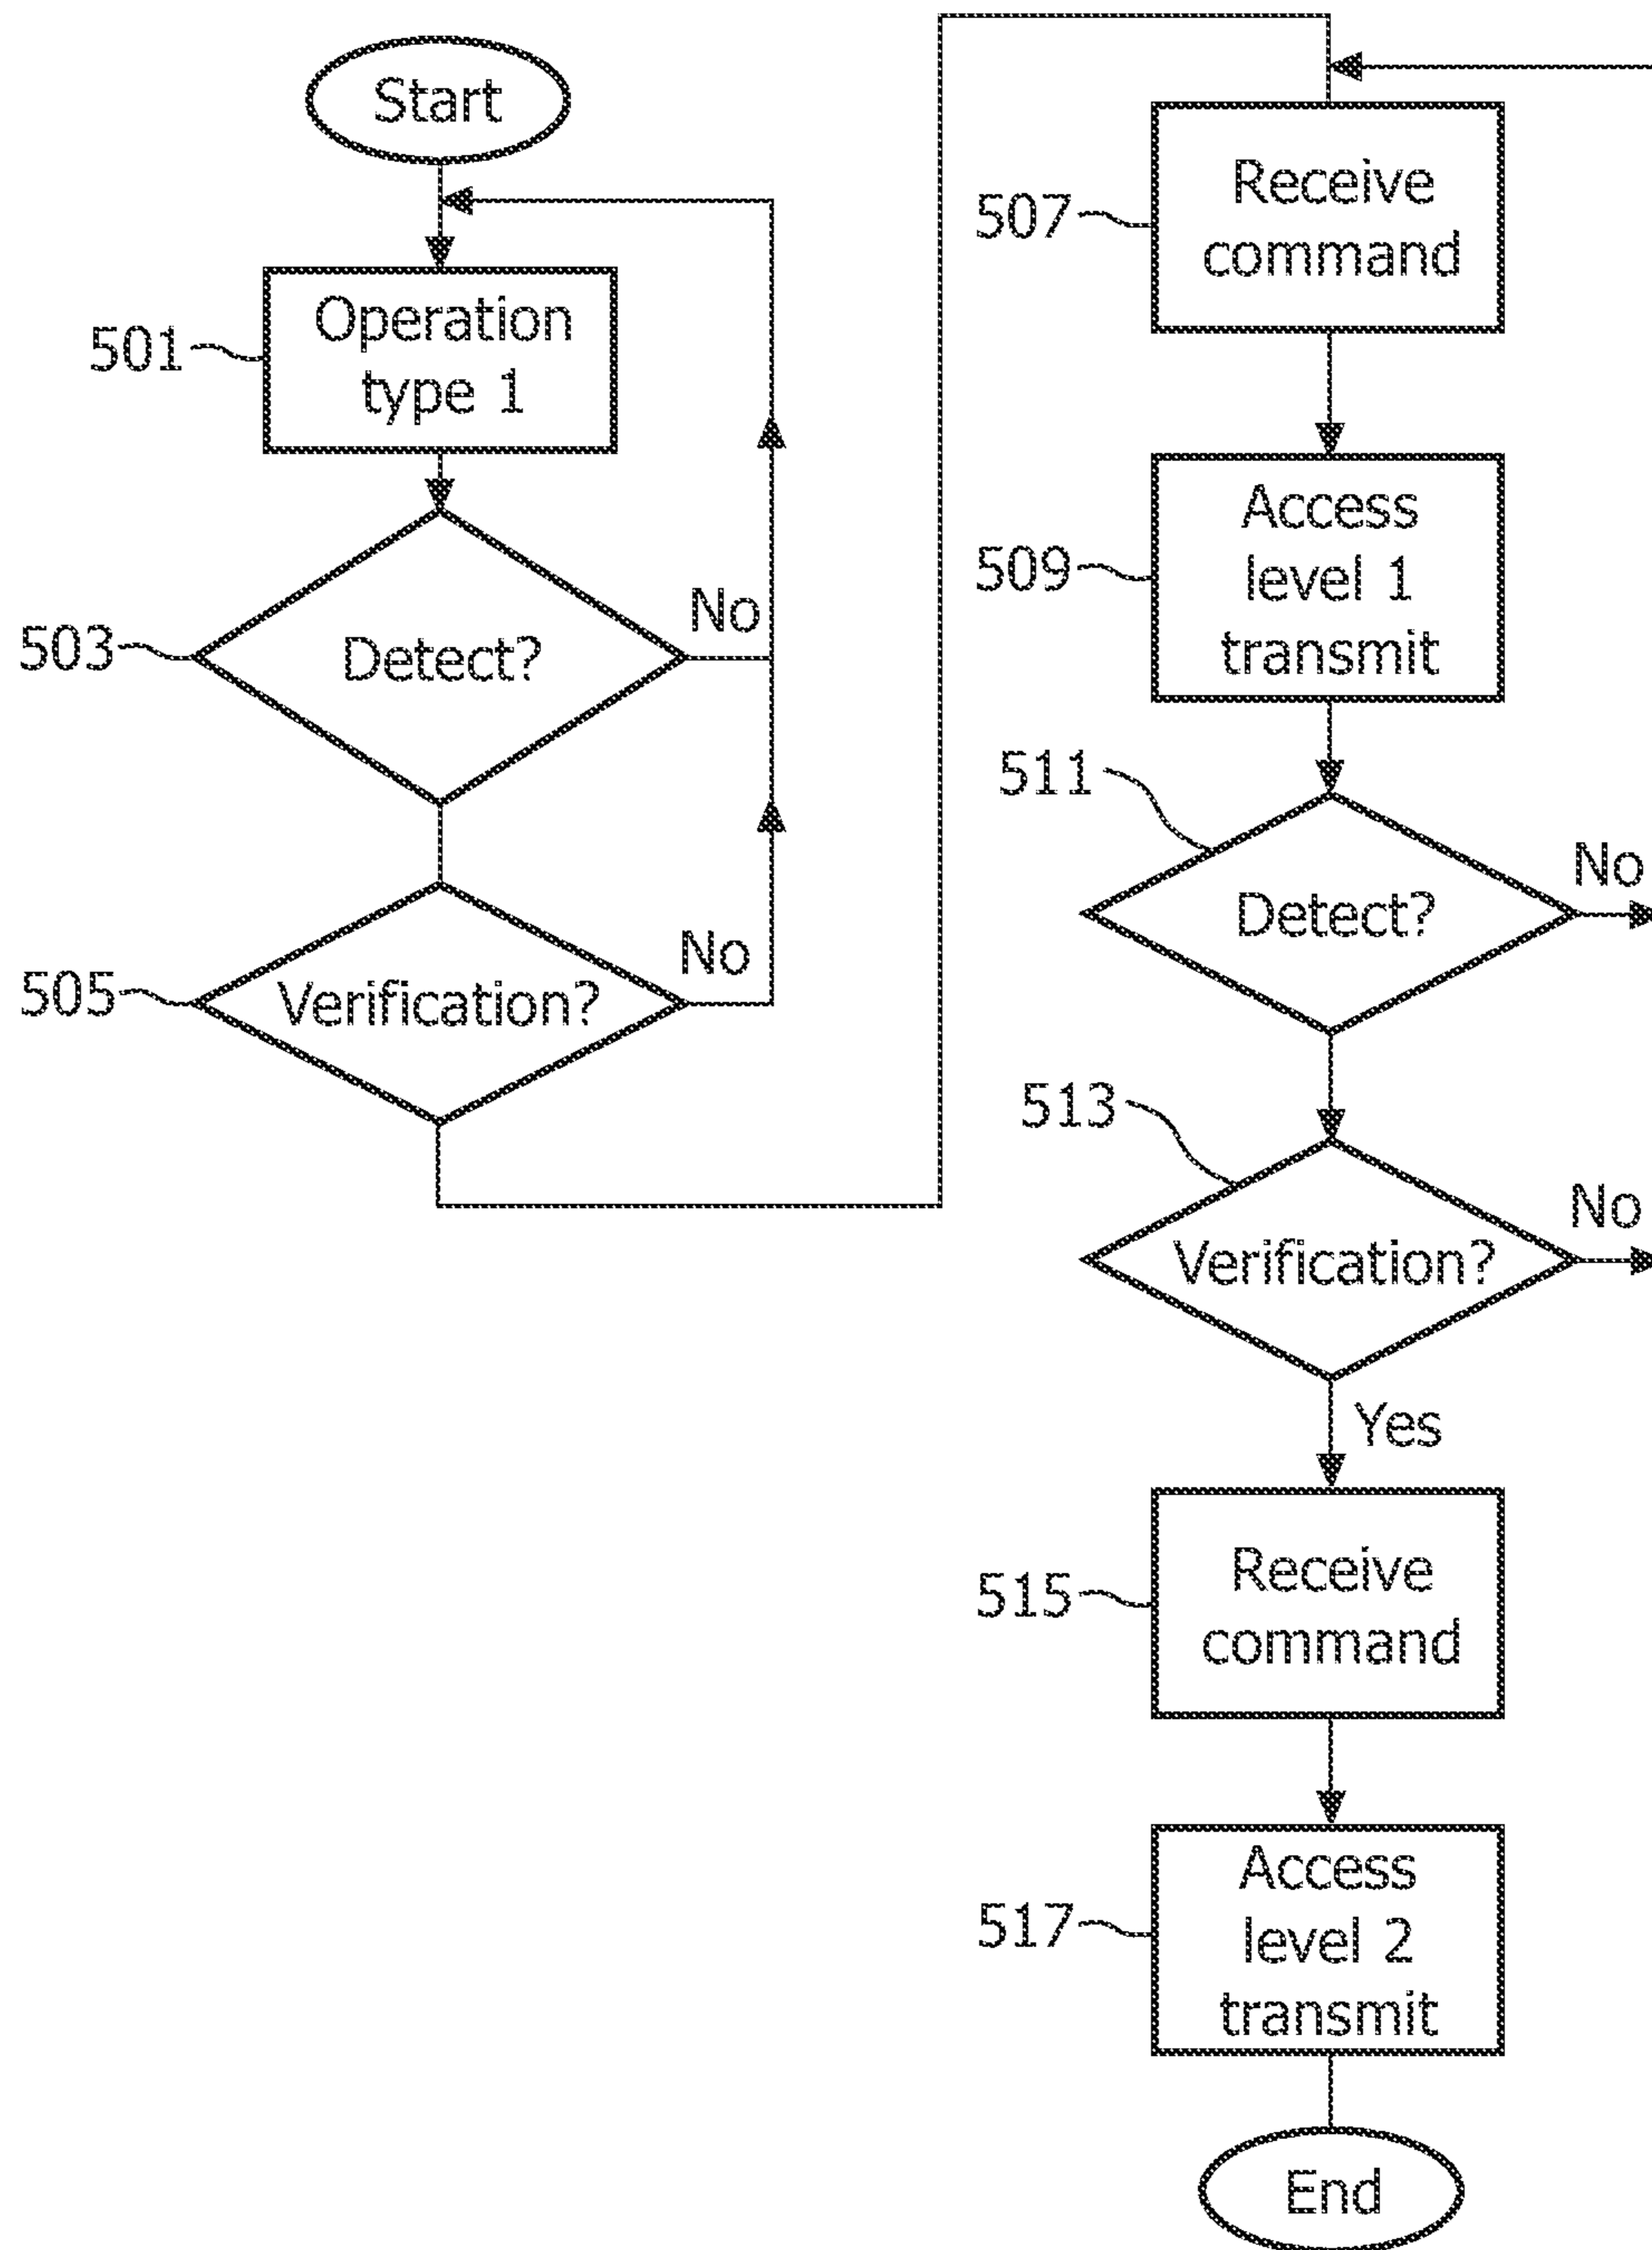 Start
501
Operation
type 1
503
Detect?
No
505
Verification?
No
507
Receive
command
509
Access
level 1
transmit
511
Detect?
No
513
Verification?
No
Yes
515
Receive
command
517
Access
level 2
transmit
End